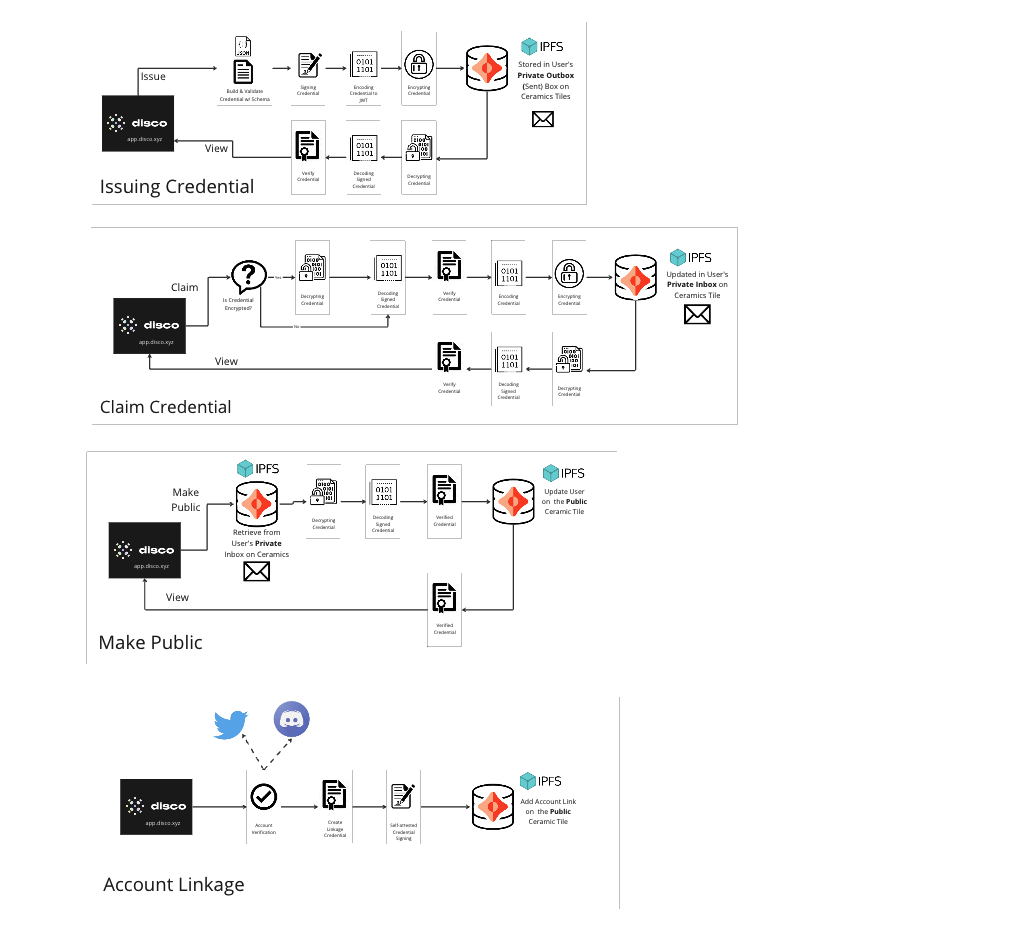 {}
JSON
IPFS
Issue
Build & Validate
Credential w/ Schema
Signing
Credential
0101
1101
Encoding
Credential to
JWT
Encrypting
Credential
Stored in User's
Private Outbox
(Sent) Box on
Ceramics Tiles
disco
app.disco.xyz
View
Verify
Credential
0101
1101
Decoding
Signed
Credential
Decrypting
Credential
Issuing Credential
IPFS
Claim
Is Credential
Encrypted?
Yes
No
Decrypting
Credential
0101
1101
Decoding
Signed
Credential
Verify
Credential
0101
1101
Encoding
Credential
Encrypting
Credential
Updated in User's
Private Inbox on
Ceramics Tile
disco
app.disco.xyz
View
Verify
Credential
0101
1101
Decoding
Signed
Credential
Decrypting
Credential
Claim Credential
IPFS
Make
Public
Retrieve from
User's Private
Inbox on Ceramics
Decrypting
Credential
0101
1101
Decoding
Signed
Credential
Verified
Credential
IPFS
Update User
on the Public
Ceramic Tile
disco
app.disco.xyz
View
Verified
Credential
Make Public
disco
app.disco.xyz
Account
Verification
Create
Linkage
Credential
Self-attested
Credential
Signing
IPFS
Add Account Link
on the Public
Ceramic Tile
Account Linkage